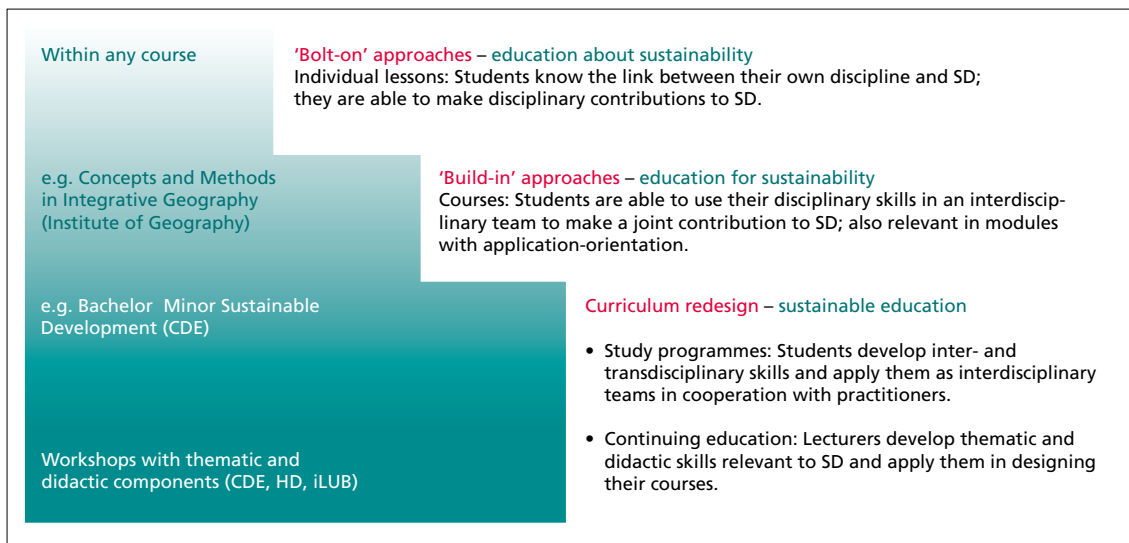 Within any course
'Bolt-on' approaches – education about sustainability
Individual lessons: Students know the link between their own discipline and SD;
they are able to make disciplinary contributions to SD.
e.g. Concepts and Methods
in Integrative Geography
(Institute of Geography)
'Build-in' approaches – education for sustainability
Courses: Students are able to use their disciplinary skills in an interdiscip-
linary team to make a joint contribution to SD; also relevant in modules
with application-orientation.
e.g. Bachelor Minor Sustainable
Development (CDE)
Curriculum redesign – sustainable education
• Study programmes: Students develop inter- and
transdisciplinary skills and apply them as interdisciplinary
teams in cooperation with practitioners.
Workshops with thematic and
didactic components (CDE, HD, iLUB)
• Continuing education: Lecturers develop thematic and
didactic skills relevant to SD and apply them in designing
their courses.